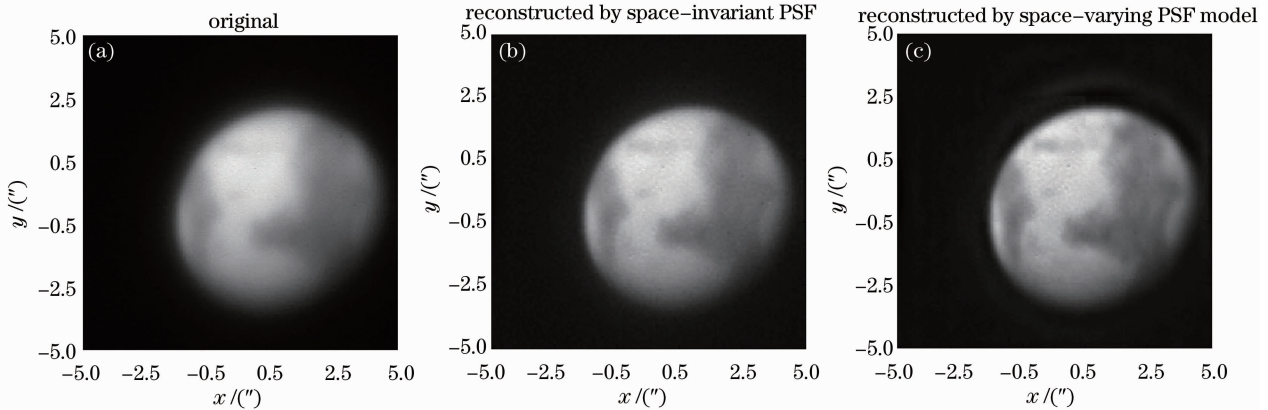 original
reconstructed by space-invariant PSF
reconstructed by space-varying PSF model
(a)
(b)
(c)
5.0
2.5
0.5
−0.5
−2.5
−5.0
y/(″)
−5.0 −2.5 −0.5 0.5 2.5 5.0
x/(″)
5.0
2.5
0.5
−0.5
−2.5
−5.0
y/(″)
−5.0 −2.5 −0.5 0.5 2.5 5.0
x/(″)
5.0
2.5
0.5
−0.5
−2.5
−5.0
y/(″)
−5.0 −2.5 −0.5 0.5 2.5 5.0
x/(″)